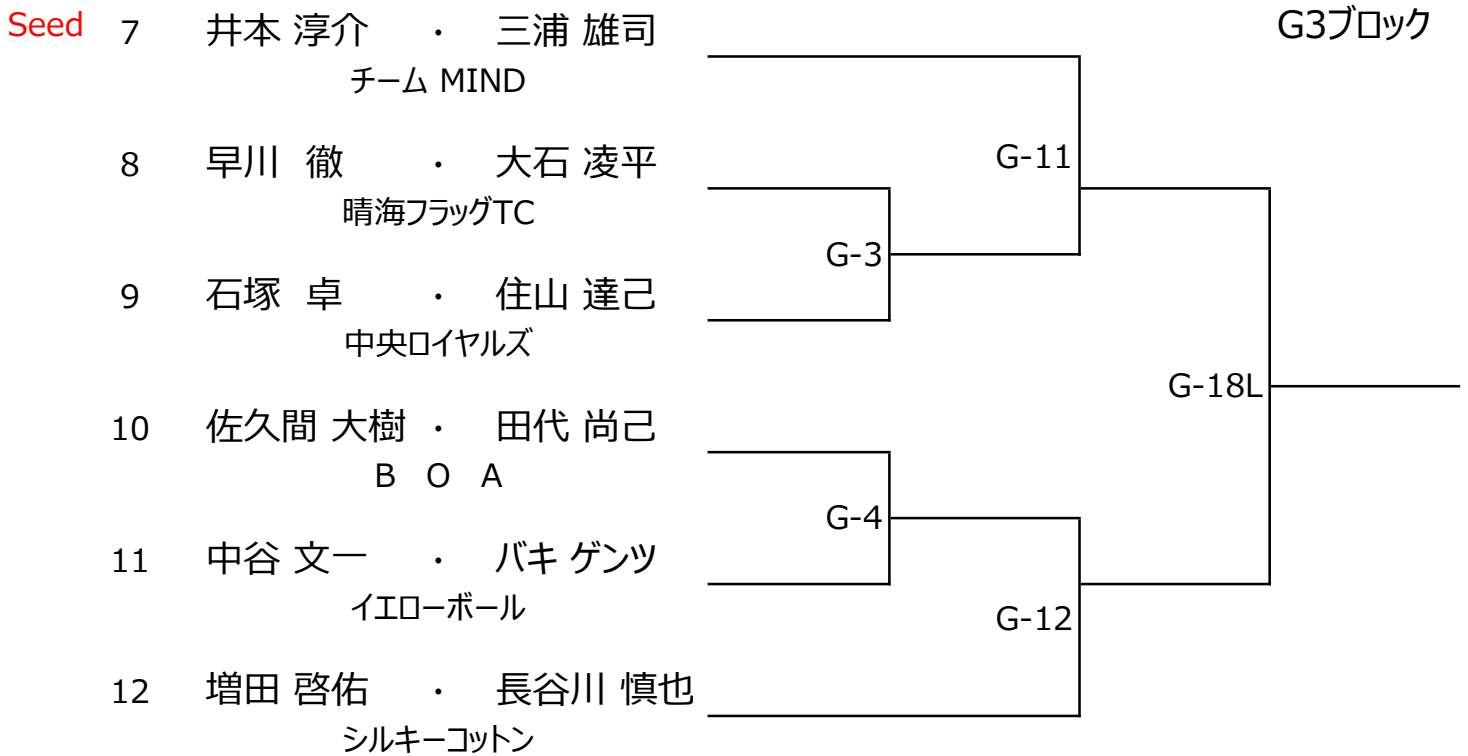 Seed 7 井本 淳介 ・ 三浦 雄司 G3ブロック
チーム MIND
8 早川 徹 ・ 大石 凌平 G-11
晴海フラッグTC
G-3
9 石塚 卓 ・ 住山 達己
中央ロイヤルズ
G-18L
10 佐久間 大樹 ・ 田代 尚己
B O A
G-4
11 中谷 文一 ・ バキ ゲンツ
イエローボール
G-12
12 増田 啓佑 ・ 長谷川 慎也
シルキーコットン